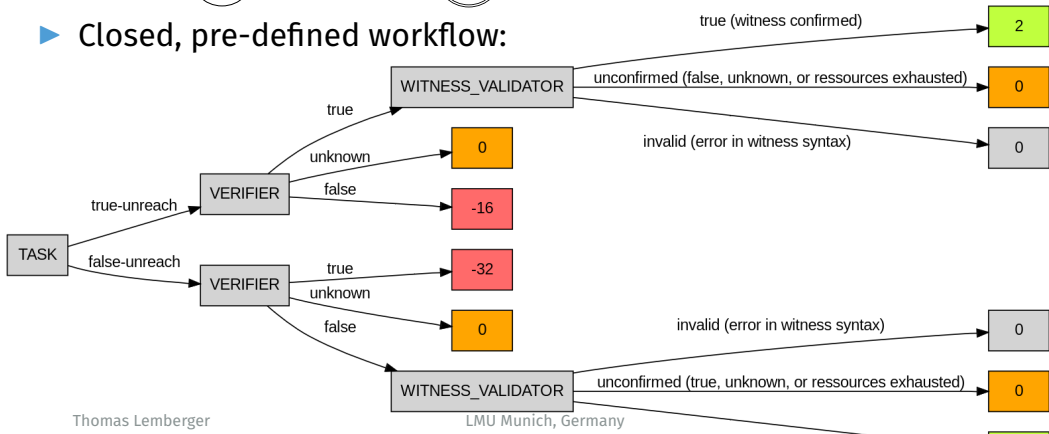 Closed, pre-defined workflow:
true (witness confirmed)
2
WITNESS_VALIDATOR
unconfirmed (false, unknown, or ressources exhausted)
0
true
invalid (error in witness syntax)
0
unknown
0
VERIFIER
false
-16
true-unreach
TASK
false-unreach
VERIFIER
true
-32
unknown
0
false
invalid (error in witness syntax)
0
WITNESS_VALIDATOR
unconfirmed (true, unknown, or ressources exhausted)
0
Thomas Lemberger
LMU Munich, Germany